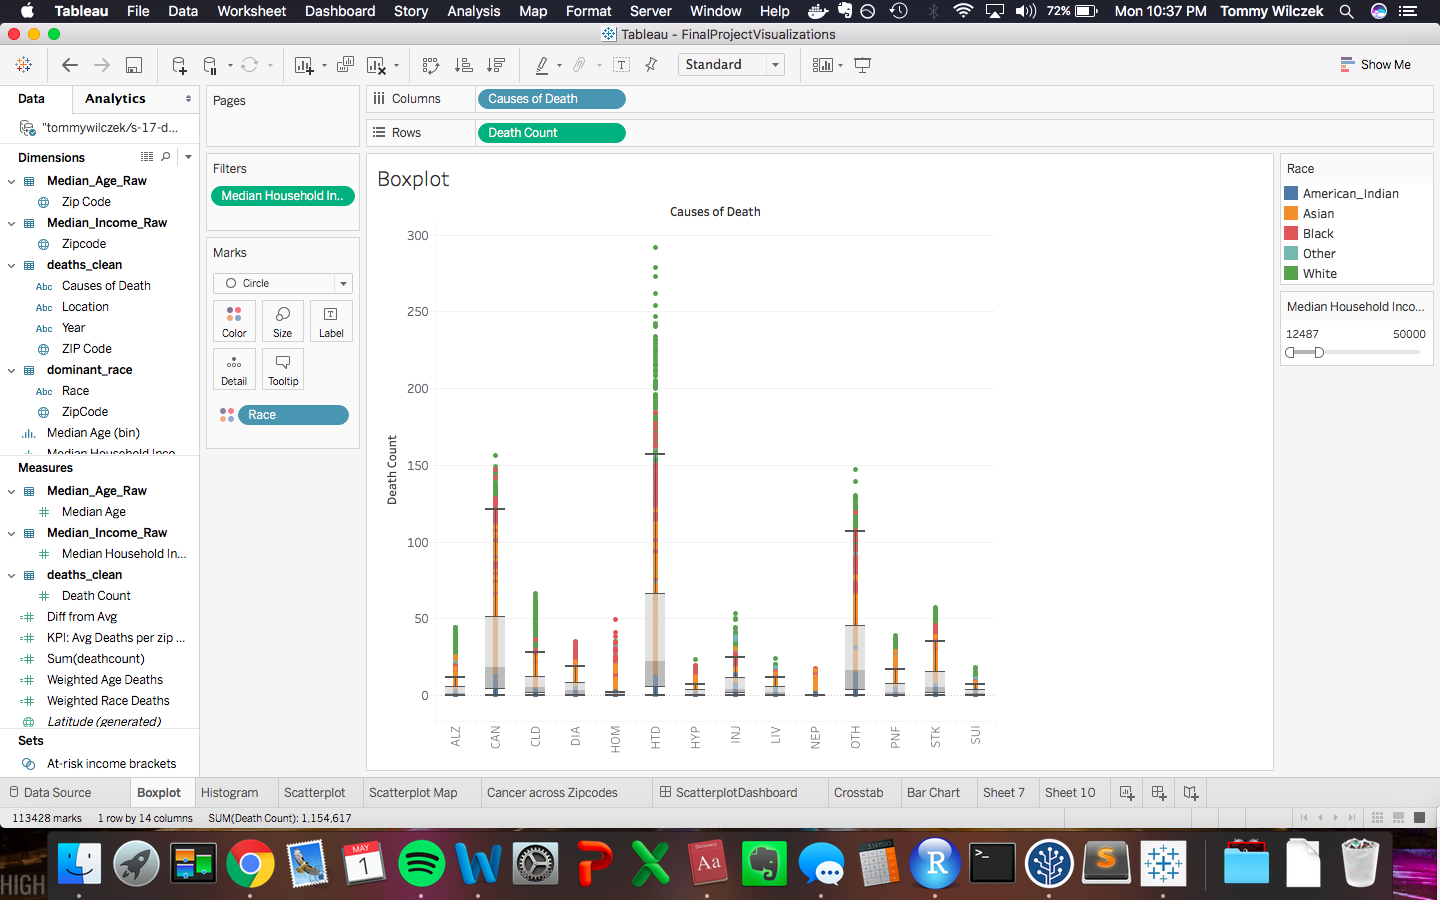 Tableau File Data Worksheet Dashboard Story Analysis Map Format Server Window Help 72% Mon 10:37 PM Tommy Wilczek
Tableau - FinalProjectVisualizations
Standard Show Me
Data Analytics
"tommywilczek/s-17-d...
Dimensions
Median_Age_Raw
Zip Code
Median_Income_Raw
Zipcode
deaths_clean
Abc Causes of Death
Abc Location
Abc Year
ZIP Code
dominant_race
Abc Race
ZipCode
Median Age (bin)
Median Household Inco
Measures
Median_Age_Raw
Median Age
Median_Income_Raw
Median Household In...
deaths_clean
Death Count
Diff from Avg
KPI: Avg Deaths per zip ...
Sum(deathcount)
Weighted Age Deaths
Weighted Race Deaths
Latitude (generated)
Sets
At-risk income brackets
Pages
Filters
Median Household In..
Marks
Circle
Color Size Label
Detail Tooltip
Race
Columns Causes of Death
Rows Death Count
Boxplot
Causes of Death
Death Count
300
250
200
150
100
50
0
ALZ CAN CLD DIA HOM HTD HYP INJ LIV NEP OTH PNF STK SUI
Race
American_Indian
Asian
Black
Other
White
Median Household Inco...
12487 50000
Data Source Boxplot Histogram Scatterplot Scatterplot Map Cancer across Zipcodes ScatterplotDashboard Crosstab Bar Chart Sheet 7 Sheet 10
113428 marks 1 row by 14 columns SUM(Death Count): 1,154,617
HIGH
MAY
1
Dictionary
Aa
R
S